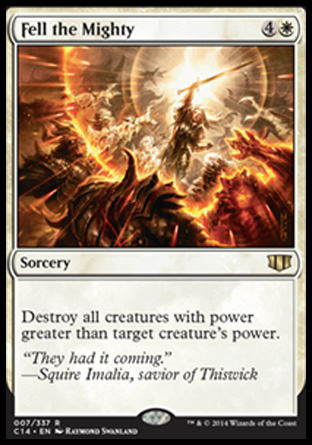 Fell the Mighty 4
Sorcery
Destroy all creatures with power
greater than target creature's power.
"They had it coming."
—Squire Imalia, savior of Thiswick
007/337 R
C14 • EN Raymond Swanland
™ & © 2014 Wizards of the Coast